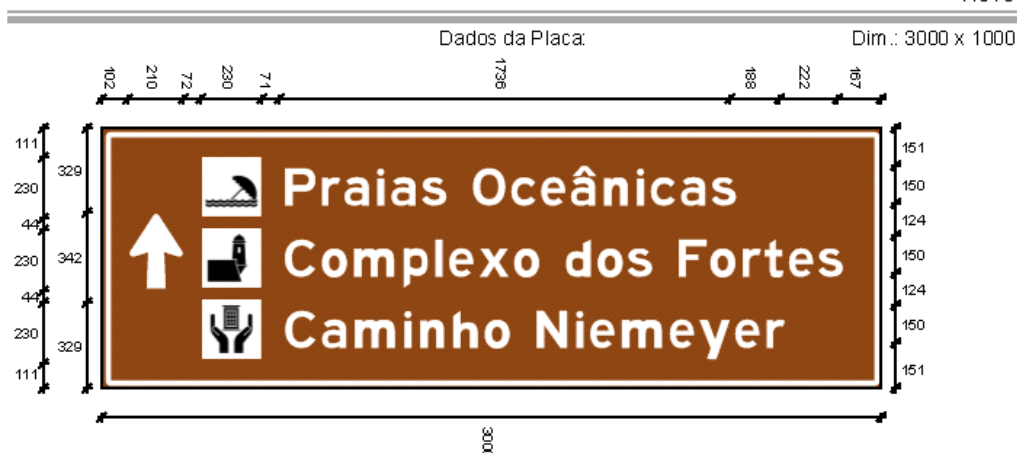 Dados da Placa:
Dim.: 3000 x 1000
102 210 72 230 71 1736 188 222 167
111
230
44
230
44
230
111
329
342
329
Praias Oceânicas
Complexo dos Fortes
Caminho Niemeyer
151
150
124
150
124
150
151